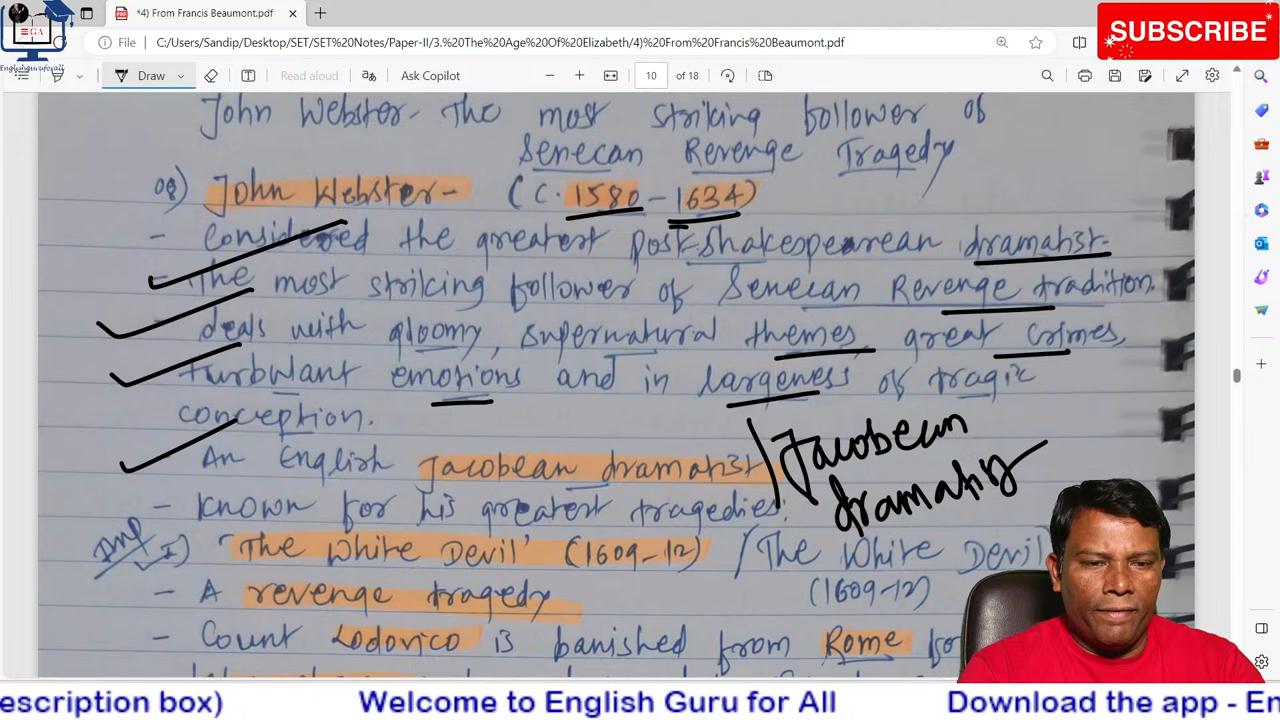 *4) From Francis Beaumont.pdf
File C:/Users/Sandip/Desktop/SET/SET%20Notes/Paper-II/3.%20The%20Age%20Of%20Elizabeth/4)%20From%20Francis%20Beaumont.pdf
SUBSCRIBE
EGA
Englishguruforall
Draw Read aloud Ask Copilot 10 of 18
John Webster- The most striking follower of
Senecan Revenge Tragedy
08) John Webster- (C. 1580 - 1634)
- Considered the greatest post-Shakespearean dramatist-
- The most striking follower of Senecan Revenge tradition.
deals with gloomy, supernatural themes, great crimes,
turbulant emotions and in largeness of tragic
conception.
An English Jacobean dramatist
Jacobean
dramatis
- Known for his greatest tragedies.
Imp I) 'The White Devil' (1609-12) / The White Devil
(1609-12)
- A revenge tragedy
- Count Lodovico is banished from Rome for
escription box) Welcome to English Guru for All Download the app - En